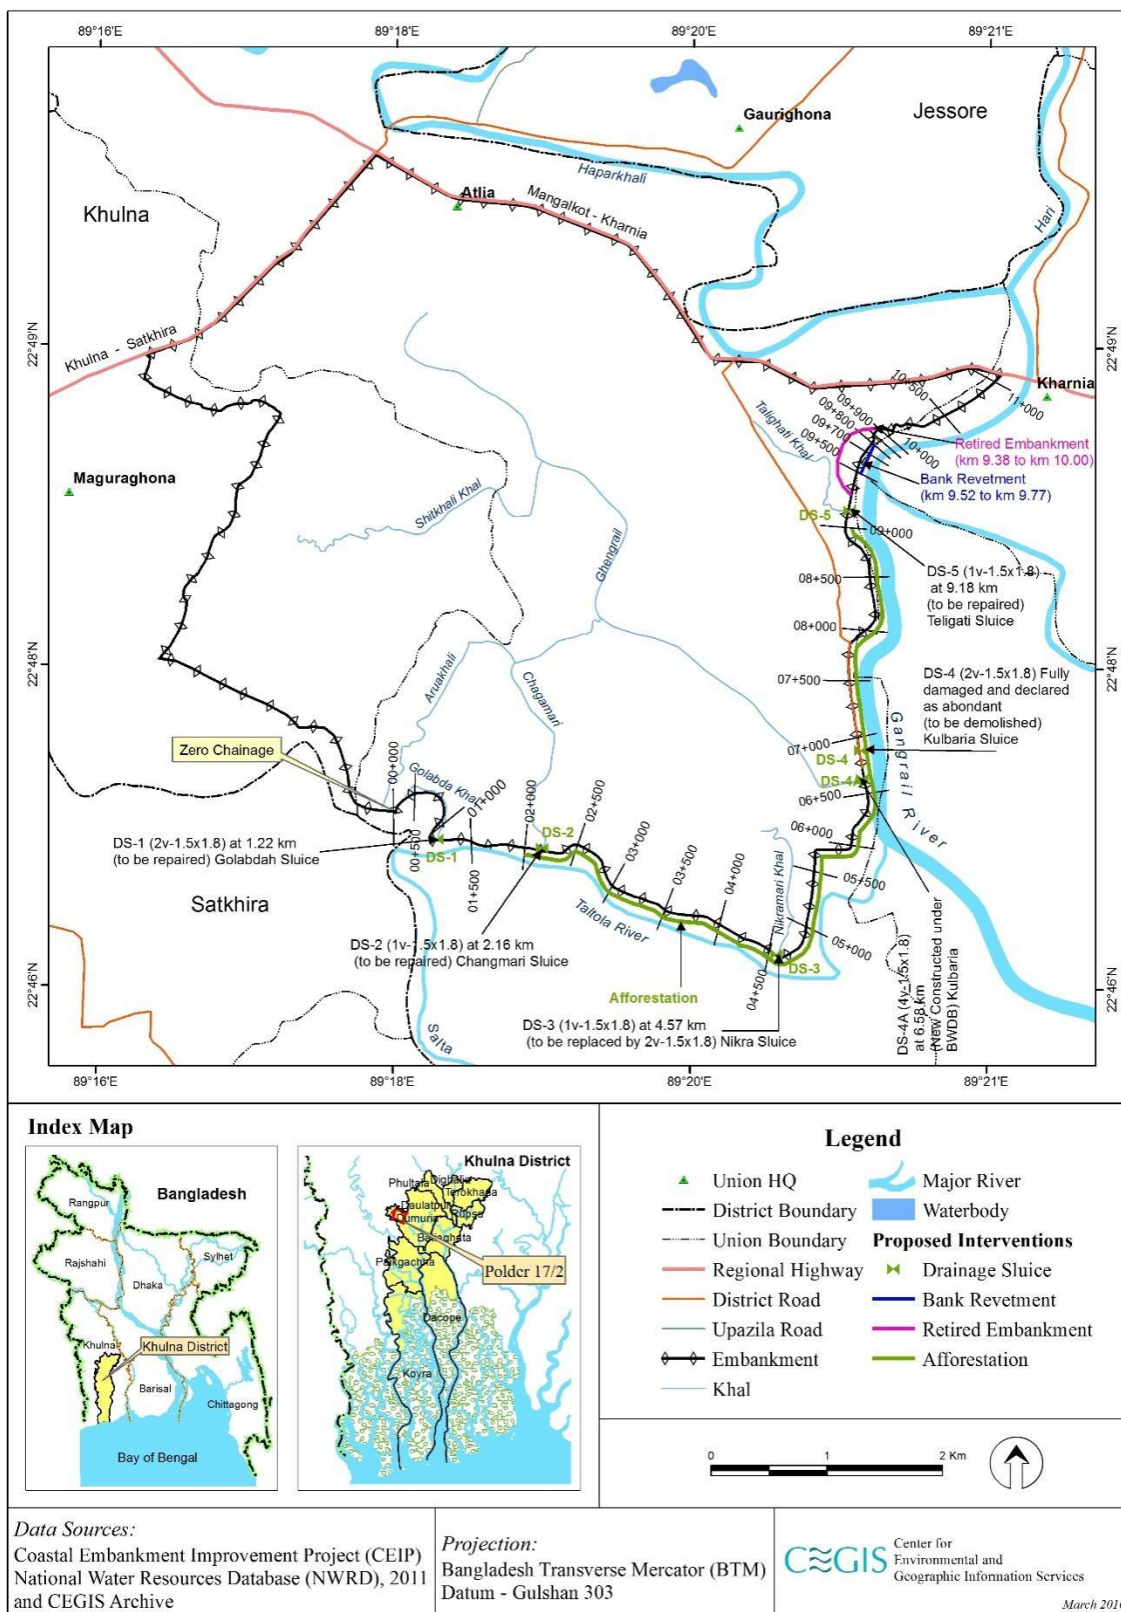 89°16'E
89°18'E
89°20'E
89°21'E
Jessore
Gaurighona
Haparkhali
Khulna
Atlia
Mangalkot - Kharnia
Hari
22°49'N
22°49'N
Khulna - Satkhira
Kharnia
10+500
11+000
09+900
09+800
09+700
09+500
10+000
Talighati Khal
Retired Embankment
(km 9.38 to km 10.00)
Bank Revetment
(km 9.52 to km 9.77)
Maguraghona
Shitkhali Khal
Ghengrail
DS-5
09+000
DS-5 (1v-1.5x1.8)
at 9.18 km
(to be repaired)
Teligati Sluice
08+500
08+000
22°48'N
22°48'N
07+500
DS-4 (2v-1.5x1.8) Fully
damaged and declared
as abondant
(to be demolished)
Kulbaria Sluice
Aruakhali
Chagamari
Zero Chainage
07+000
DS-4
DS-4A
Gangrail River
06+500
06+000
05+500
05+000
00+000
Golabda Khal
01+000
02+000
02+500
DS-2
DS-1 (2v-1.5x1.8) at 1.22 km
(to be repaired) Golabdah Sluice
00+500
DS-1
01+500
03+000
03+500
04+000
Nikramari Khal
Satkhira
Taltola River
DS-2 (1v-1.5x1.8) at 2.16 km
(to be repaired) Changmari Sluice
04+500
DS-3
Afforestation
DS-3 (1v-1.5x1.8) at 4.57 km
(to be replaced by 2v-1.5x1.8) Nikra Sluice
DS-4A (4v-1.5x1.8)
at 6.58 km
(New Constructed under
BWDB) Kulbaria
22°46'N
22°46'N
Salta
89°16'E
89°18'E
89°20'E
89°21'E
Index Map
Bangladesh
Rangpur
Rajshahi
Sylhet
Dhaka
Khulna
Khulna District
Barisal
Chittagong
Bay of Bengal
Khulna District
Phultala
Dighalia
Terokhada
Daulatpur
Rupsa
Dumuria
Batiaghata
Paikgachha
Polder 17/2
Dacope
Koyra
Legend
Union HQ
District Boundary
Union Boundary
Regional Highway
District Road
Upazila Road
Embankment
Khal
Major River
Waterbody
Proposed Interventions
Drainage Sluice
Bank Revetment
Retired Embankment
Afforestation
0 1 2 Km
Data Sources:
Coastal Embankment Improvement Project (CEIP)
National Water Resources Database (NWRD), 2011
and CEGIS Archive
Projection:
Bangladesh Transverse Mercator (BTM)
Datum - Gulshan 303
CEGIS
Center for
Environmental and
Geographic Information Services